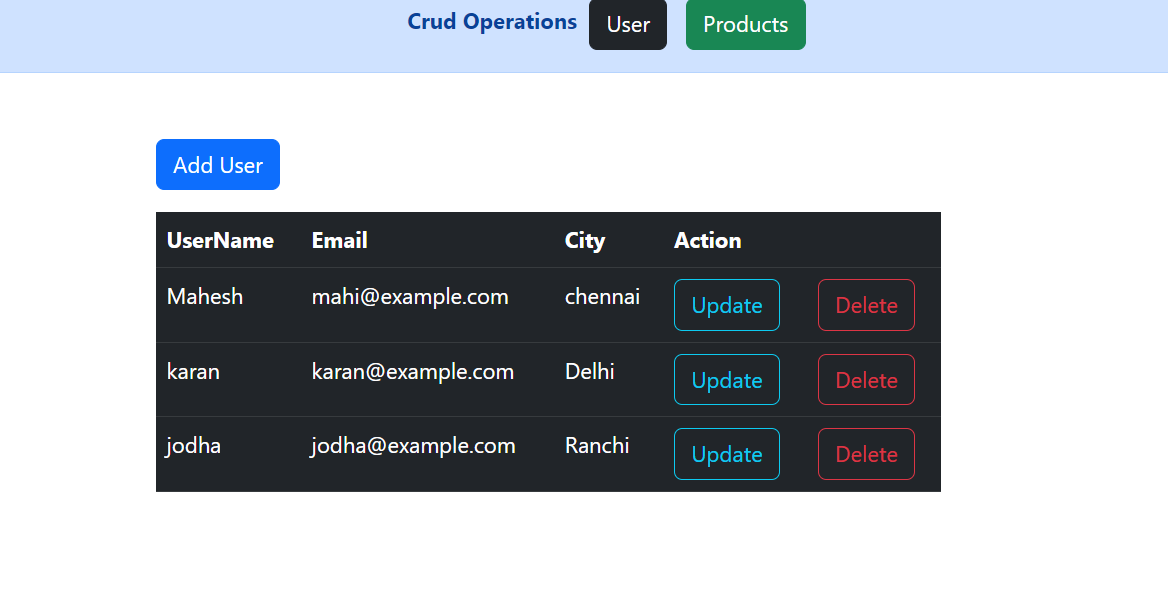 Crud Operations User Products
Add User
UserName Email City Action
Mahesh mahi@example.com chennai Update Delete
karan karan@example.com Delhi Update Delete
jodha jodha@example.com Ranchi Update Delete